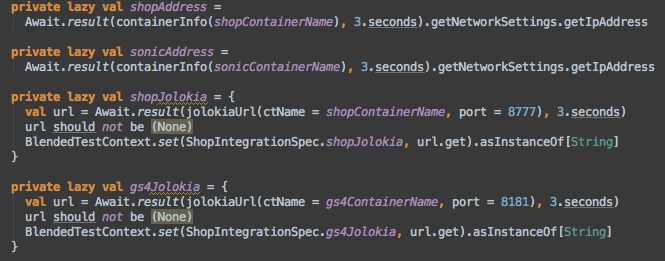 private lazy val shopAddress =
  Await.result(containerInfo(shopContainerName), 3.seconds).getNetworkSettings.getIpAddress

private lazy val sonicAddress =
  Await.result(containerInfo(sonicContainerName), 3.seconds).getNetworkSettings.getIpAddress

private lazy val shopJolokia = {
  val url = Await.result(jolokiaUrl(ctName = shopContainerName, port = 8777), 3.seconds)
  url should not be (None)
  BlendedTestContext.set(ShopIntegrationSpec.shopJolokia, url.get).asInstanceOf[String]
}

private lazy val gs4Jolokia = {
  val url = Await.result(jolokiaUrl(ctName = gs4ContainerName, port = 8181), 3.seconds)
  url should not be (None)
  BlendedTestContext.set(ShopIntegrationSpec.gs4Jolokia, url.get).asInstanceOf[String]
}